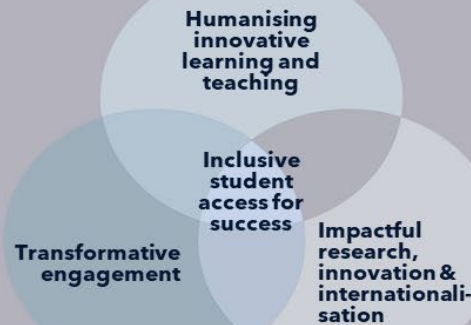 Humanising
innovative
learning and
teaching
Inclusive
student
access for
success
Transformative
engagement
Impactful
research,
innovation &
internationali-
sation